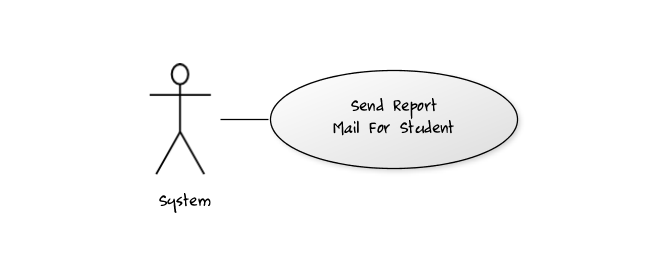 Send Report
Mail For Student
System